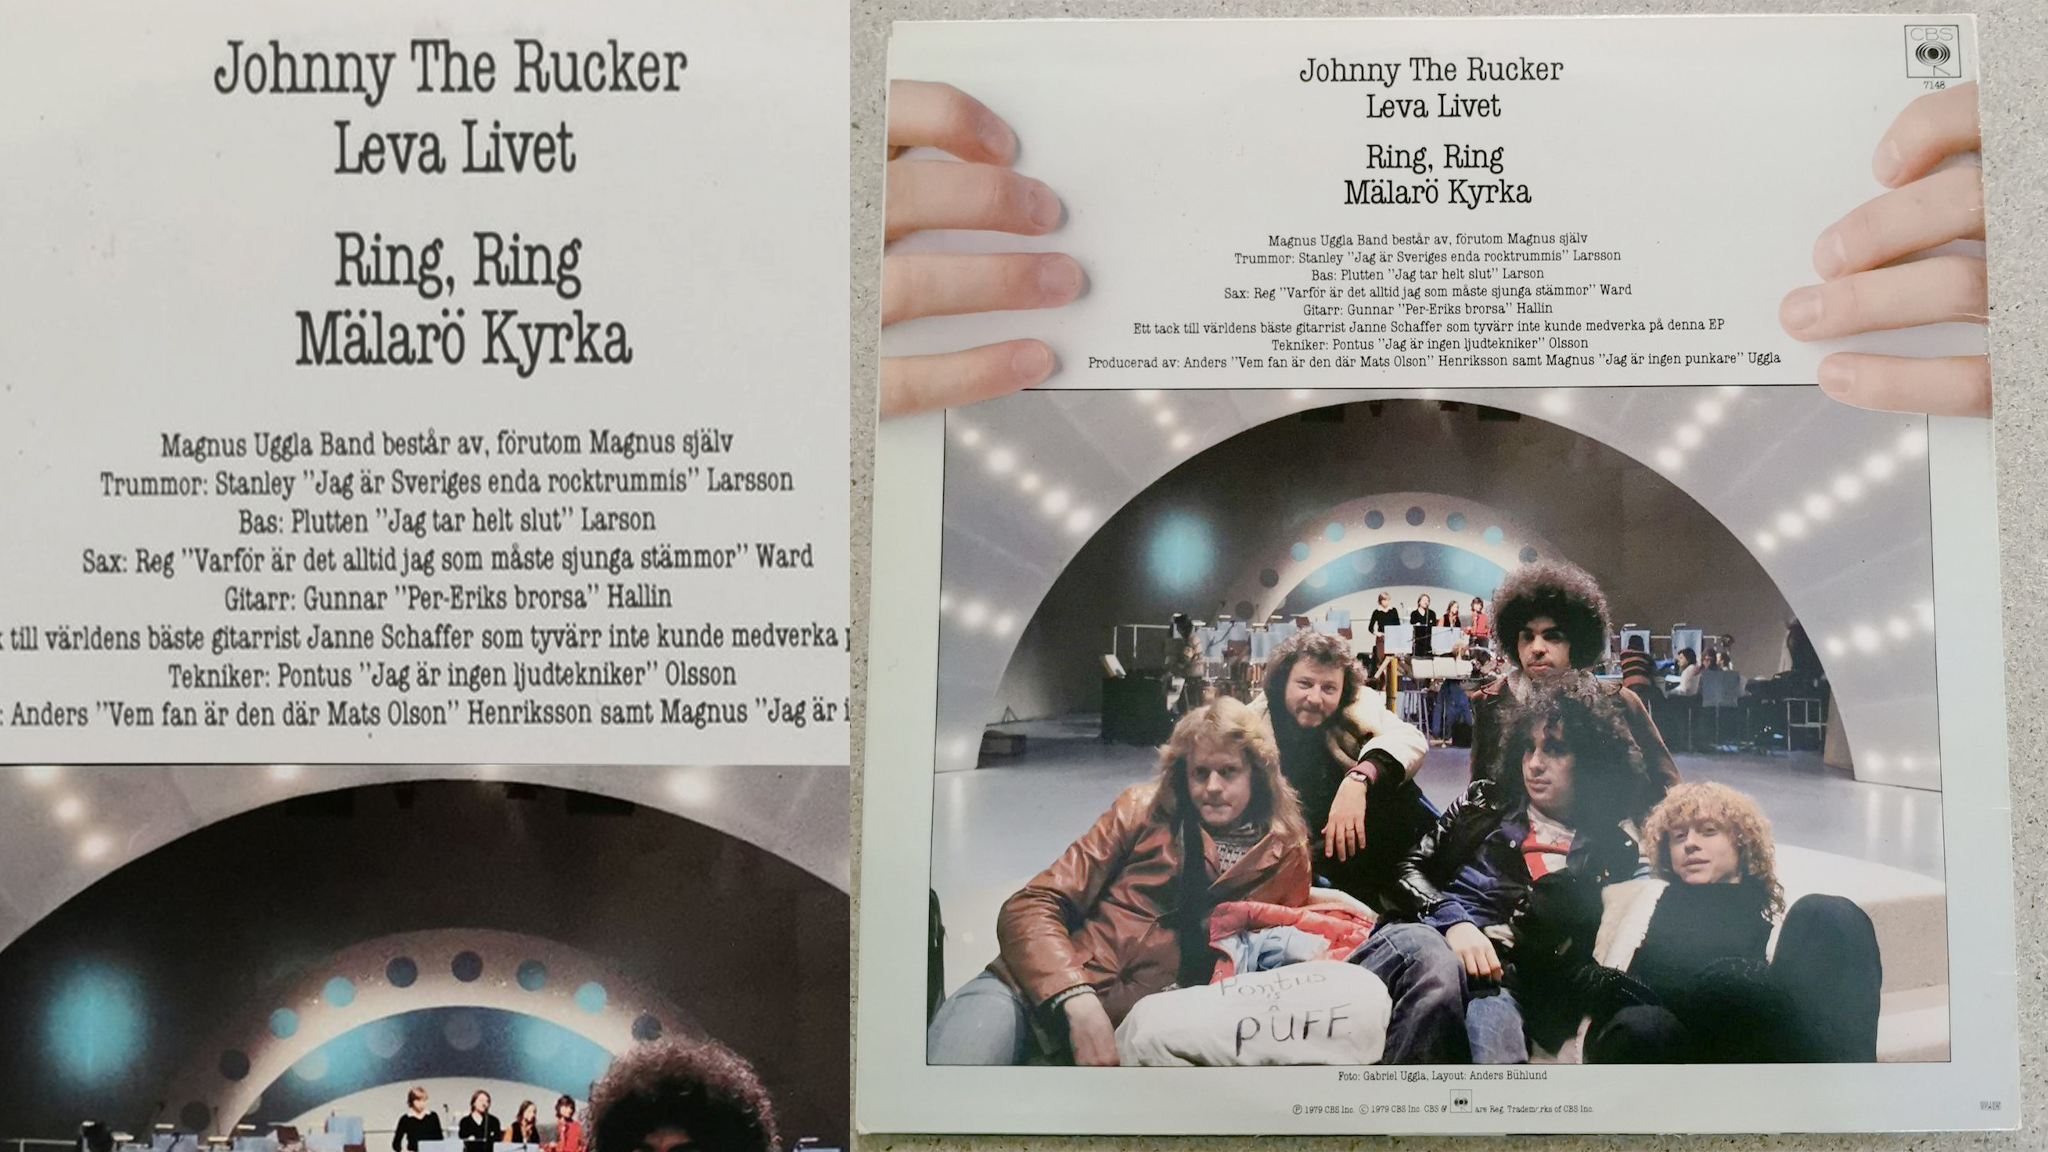 Johnny The Rucker
Leva Livet
Ring, Ring
Mälarö Kyrka
Magnus Uggla Band består av, förutom Magnus själv
Trummor: Stanley ”Jag är Sveriges enda rocktrummis” Larsson
Bas: Plutten ”Jag tar helt slut” Larson
Sax: Reg ”Varför är det alltid jag som måste sjunga stämmor” Ward
Gitarr: Gunnar ”Per-Eriks brorsa” Hallin
till världens bäste gitarrist Janne Schaffer som tyvärr inte kunde medverka
Tekniker: Pontus ”Jag är ingen ljudtekniker” Olsson
: Anders ”Vem fan är den där Mats Olson” Henriksson samt Magnus ”Jag är
CBS
7148
Johnny The Rucker
Leva Livet
Ring, Ring
Mälarö Kyrka
Magnus Uggla Band består av, förutom Magnus själv
Trummor: Stanley ”Jag är Sveriges enda rocktrummis” Larsson
Bas: Plutten ”Jag tar helt slut” Larson
Sax: Reg ”Varför är det alltid jag som måste sjunga stämmor” Ward
Gitarr: Gunnar ”Per-Eriks brorsa” Hallin
Ett tack till världens bäste gitarrist Janne Schaffer som tyvärr inte kunde medverka på denna EP
Tekniker: Pontus ”Jag är ingen ljudtekniker” Olsson
Producerad av: Anders ”Vem fan är den där Mats Olson” Henriksson samt Magnus ”Jag är ingen punkare” Uggla
Pontus
is
a
PUFF
Foto: Gabriel Uggla, Layout: Anders Bühlund
Ⓟ 1979 CBS Inc. © 1979 CBS Inc. CBS & are Reg. Trademarks of CBS Inc.